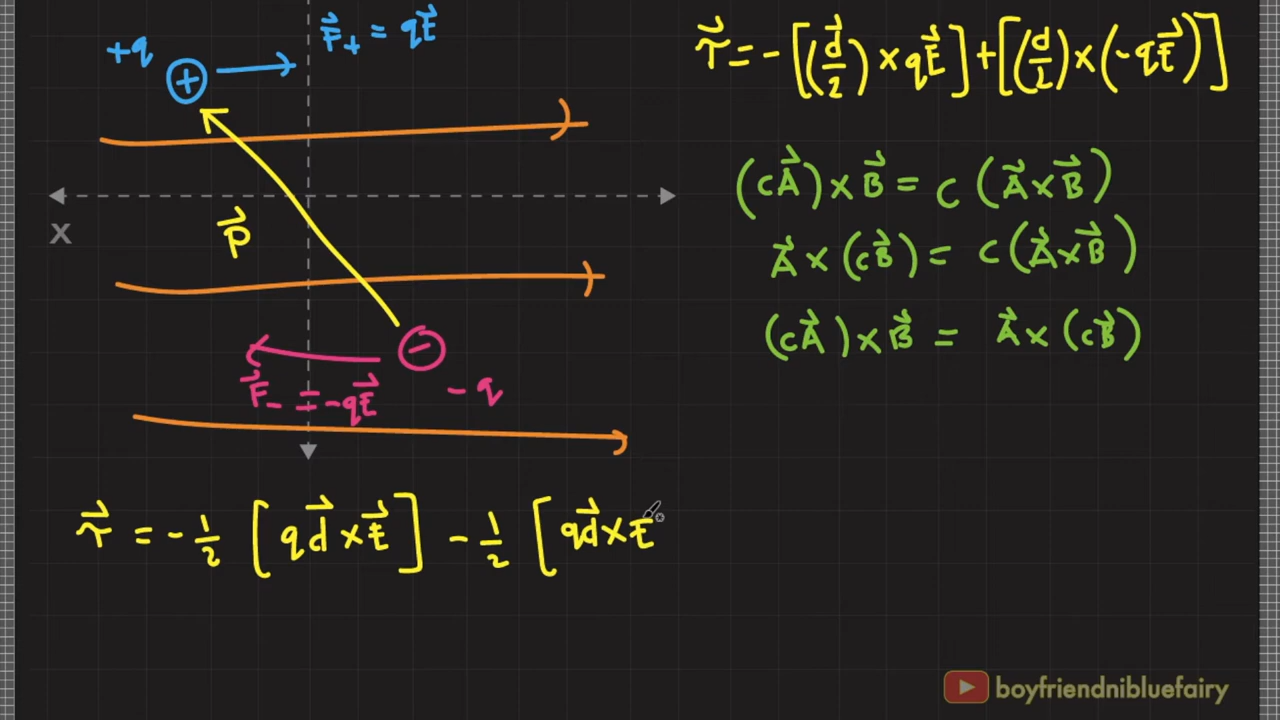 +q
+
F⃗₊ = qE⃗
X
p⃗
−
F⃗₋ = -qE⃗
- q
τ⃗ = -[(d⃗/2) × qE⃗] + [(d⃗/2) × (-qE⃗)]
(cA⃗) × B⃗ = c (A⃗ × B⃗)
A⃗ × (cB⃗) = c (A⃗ × B⃗)
(cA⃗) × B⃗ = A⃗ × (cB⃗)
τ⃗ = - 1/2 [qd⃗ × E⃗] - 1/2 [qd⃗ × E
boyfriendnibluefairy